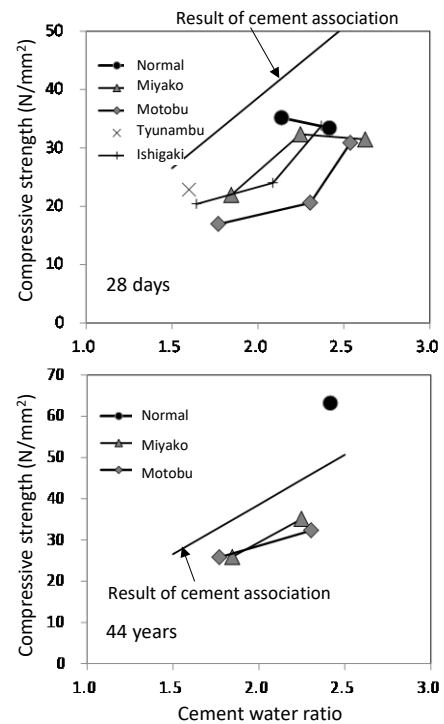 Result of cement association
Compressive strength (N/mm²)
50
40
30
20
10
0
Normal
Miyako
Motobu
Tyunambu
Ishigaki
28 days
1.0 1.5 2.0 2.5 3.0
Compressive strength (N/mm²)
70
60
50
40
30
20
10
0
Normal
Miyako
Motobu
Result of cement association
44 years
1.0 1.5 2.0 2.5 3.0
Cement water ratio